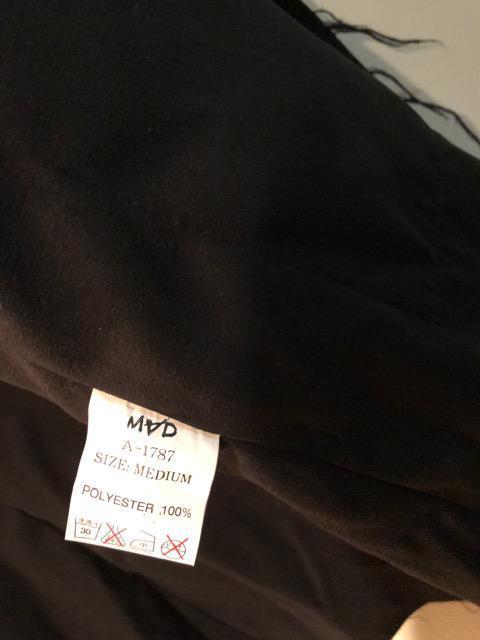 MAD
A-1787
SIZE: MEDIUM
POLYESTER 100%
30